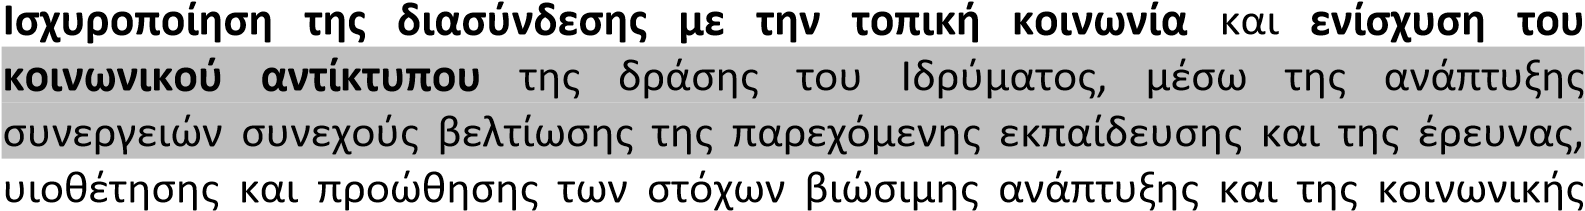 Ισχυροποίηση της διασύνδεσης με την τοπική κοινωνία και ενίσχυση του
κοινωνικού αντίκτυπου της δράσης του Ιδρύματος, μέσω της ανάπτυξης
συνεργειών συνεχούς βελτίωσης της παρεχόμενης εκπαίδευσης και της έρευνας,
υιοθέτησης και προώθησης των στόχων βιώσιμης ανάπτυξης και της κοινωνικής